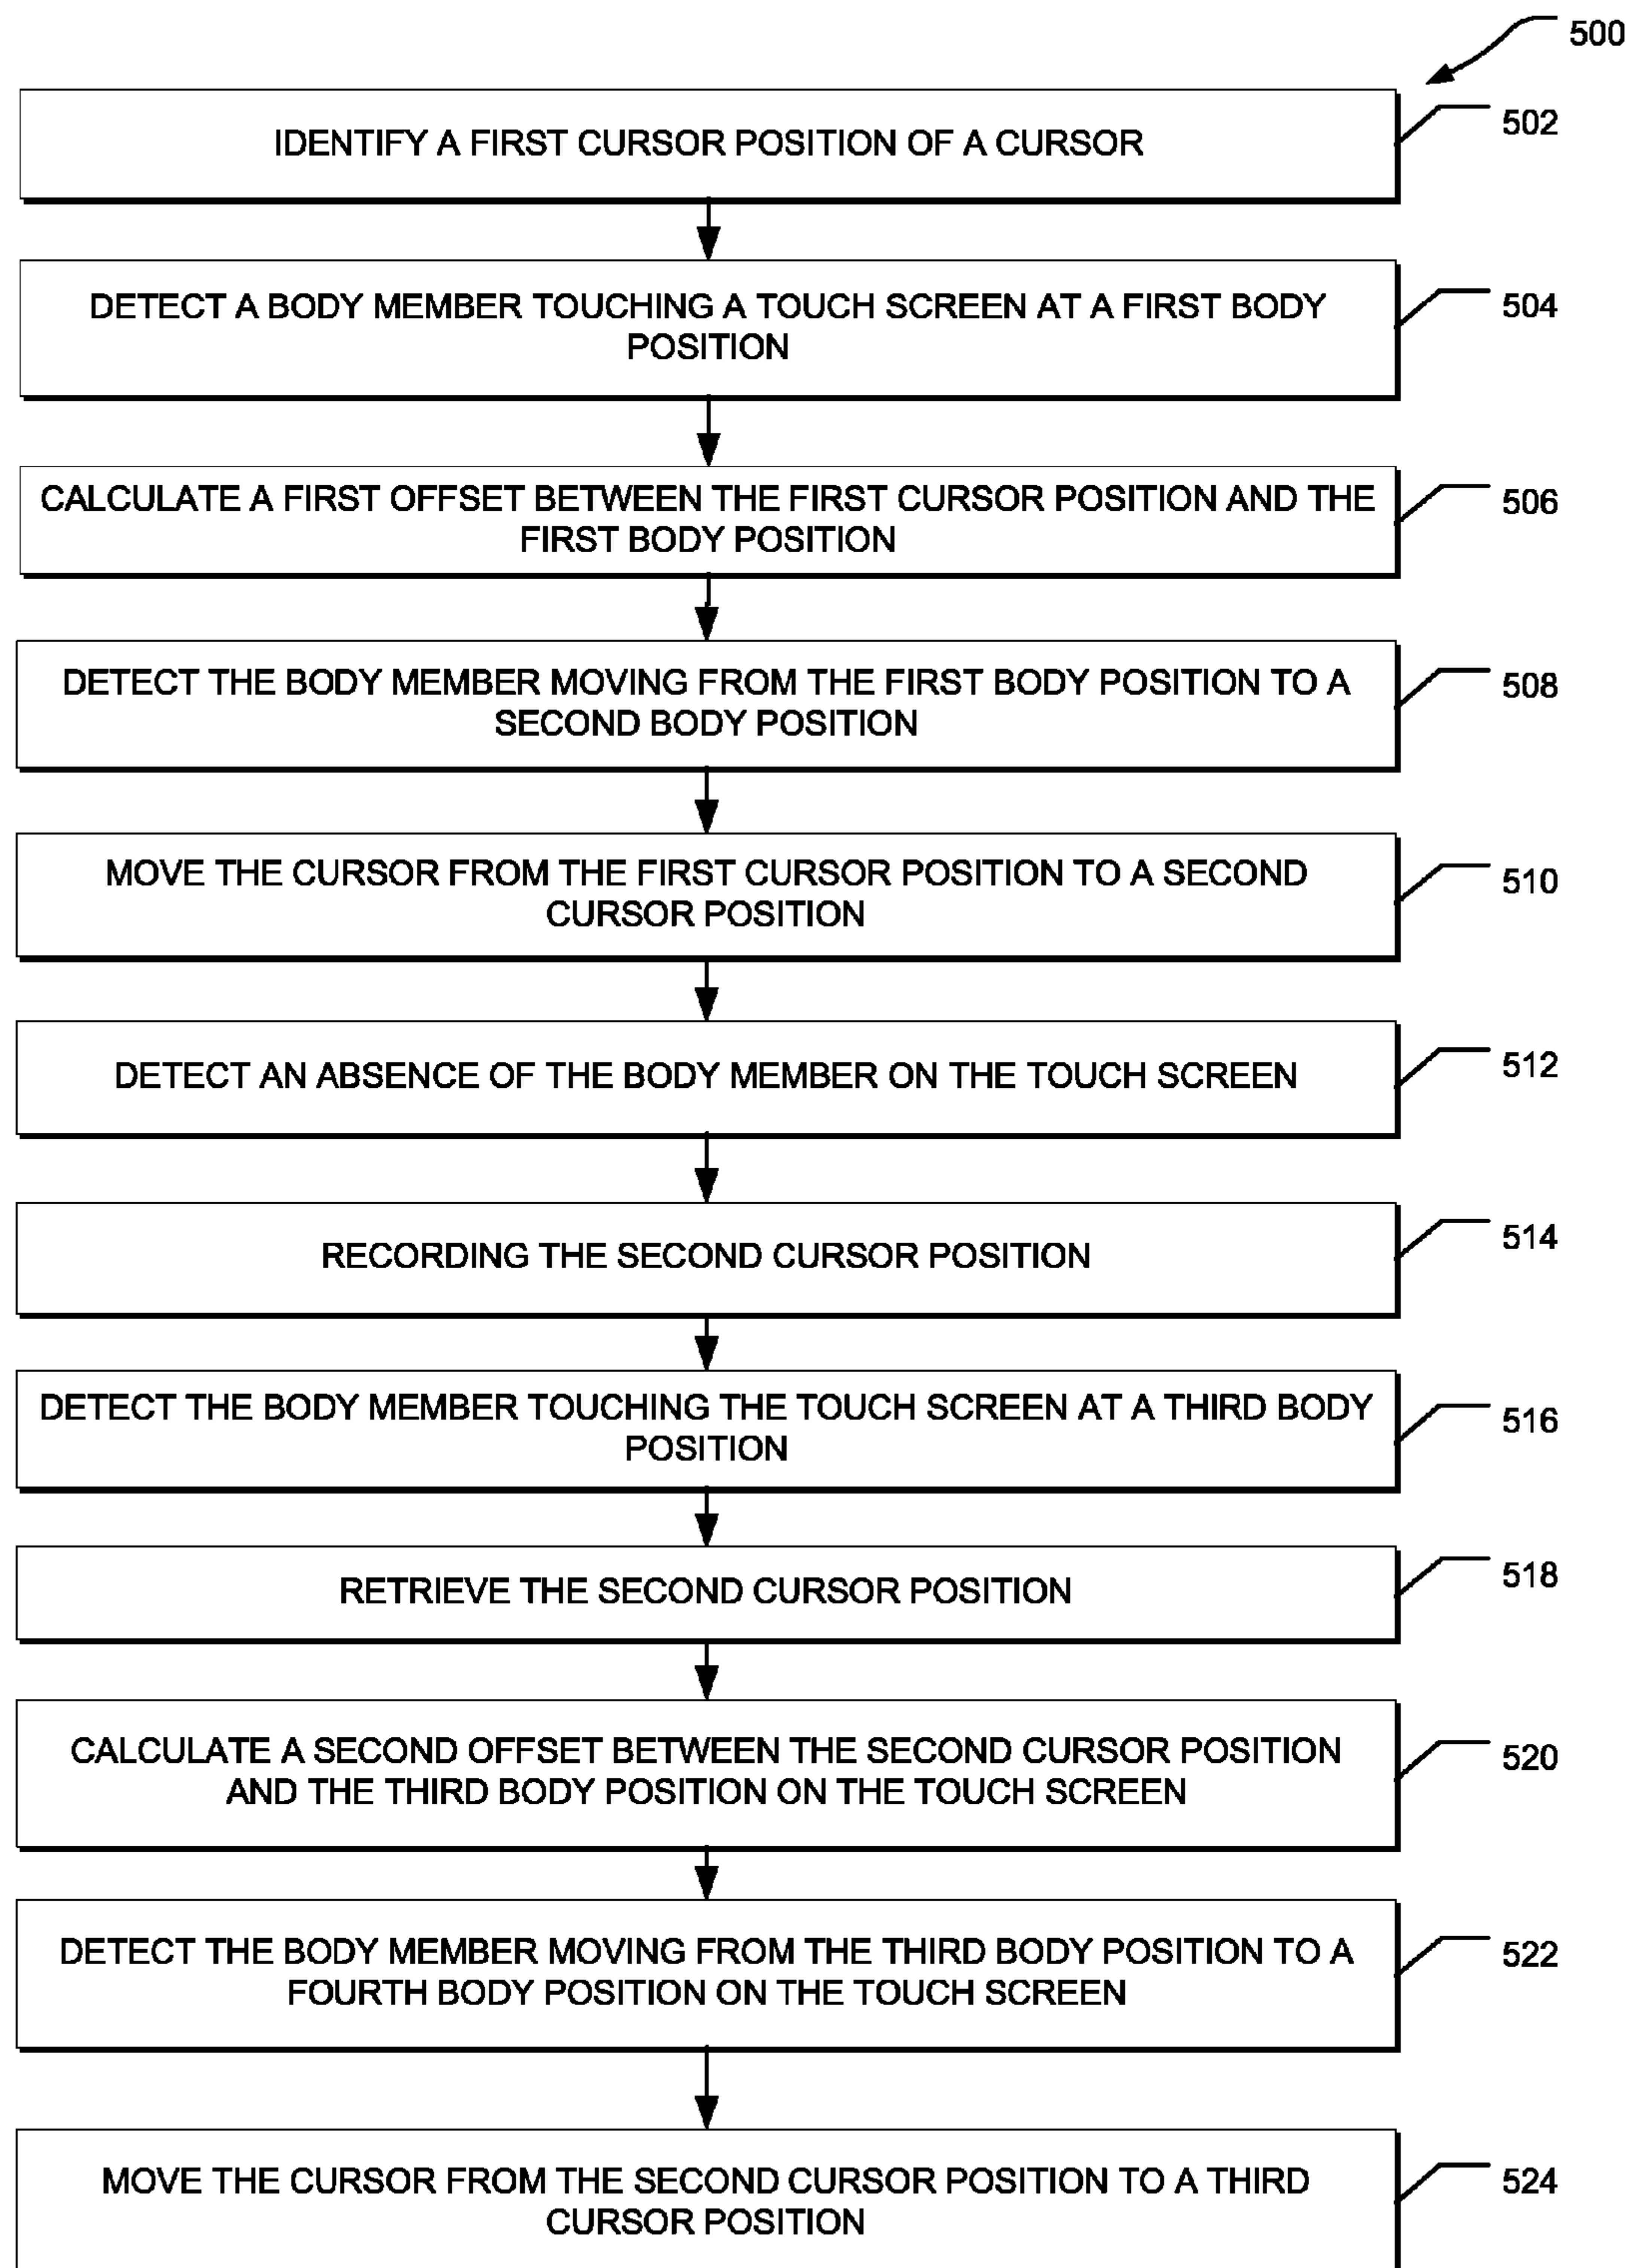 500
IDENTIFY A FIRST CURSOR POSITION OF A CURSOR
502
DETECT A BODY MEMBER TOUCHING A TOUCH SCREEN AT A FIRST BODY
POSITION
504
CALCULATE A FIRST OFFSET BETWEEN THE FIRST CURSOR POSITION AND THE
FIRST BODY POSITION
506
DETECT THE BODY MEMBER MOVING FROM THE FIRST BODY POSITION TO A
SECOND BODY POSITION
508
MOVE THE CURSOR FROM THE FIRST CURSOR POSITION TO A SECOND
CURSOR POSITION
510
DETECT AN ABSENCE OF THE BODY MEMBER ON THE TOUCH SCREEN
512
RECORDING THE SECOND CURSOR POSITION
514
DETECT THE BODY MEMBER TOUCHING THE TOUCH SCREEN AT A THIRD BODY
POSITION
516
RETRIEVE THE SECOND CURSOR POSITION
518
CALCULATE A SECOND OFFSET BETWEEN THE SECOND CURSOR POSITION
AND THE THIRD BODY POSITION ON THE TOUCH SCREEN
520
DETECT THE BODY MEMBER MOVING FROM THE THIRD BODY POSITION TO A
FOURTH BODY POSITION ON THE TOUCH SCREEN
522
MOVE THE CURSOR FROM THE SECOND CURSOR POSITION TO A THIRD
CURSOR POSITION
524